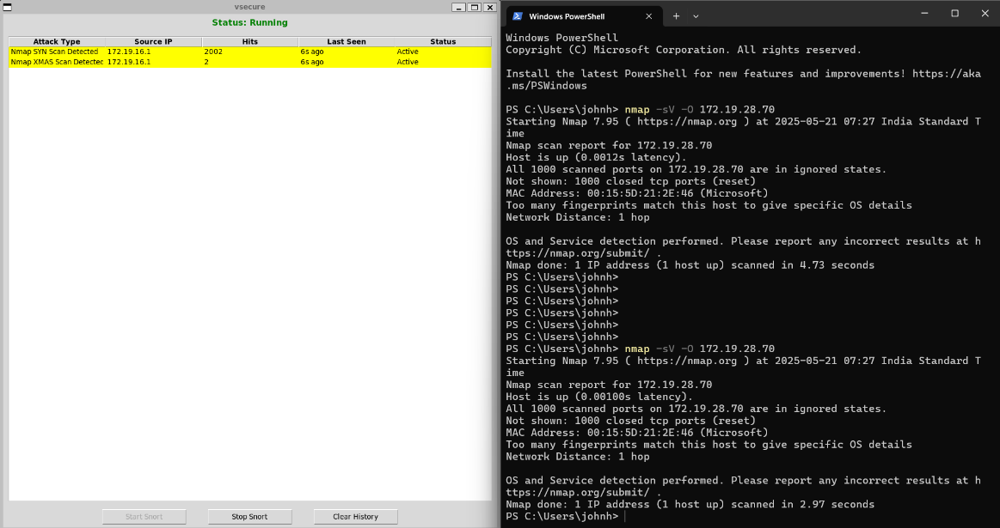 vsecure
Status: Running
Attack Type Source IP Hits Last Seen Status
Nmap SYN Scan Detected 172.19.16.1 2002 6s ago Active
Nmap XMAS Scan Detected 172.19.16.1 2 6s ago Active
Start Snort Stop Snort Clear History
Windows PowerShell
Windows PowerShell
Copyright (C) Microsoft Corporation. All rights reserved.
Install the latest PowerShell for new features and improvements! https://aka
.ms/PSWindows
PS C:\Users\johnh> nmap -sV -O 172.19.28.70
Starting Nmap 7.95 ( https://nmap.org ) at 2025-05-21 07:27 India Standard T
ime
Nmap scan report for 172.19.28.70
Host is up (0.0012s latency).
All 1000 scanned ports on 172.19.28.70 are in ignored states.
Not shown: 1000 closed tcp ports (reset)
MAC Address: 00:15:5D:21:2E:46 (Microsoft)
Too many fingerprints match this host to give specific OS details
Network Distance: 1 hop
OS and Service detection performed. Please report any incorrect results at h
ttps://nmap.org/submit/ .
Nmap done: 1 IP address (1 host up) scanned in 4.73 seconds
PS C:\Users\johnh>
PS C:\Users\johnh>
PS C:\Users\johnh>
PS C:\Users\johnh>
PS C:\Users\johnh>
PS C:\Users\johnh>
PS C:\Users\johnh> nmap -sV -O 172.19.28.70
Starting Nmap 7.95 ( https://nmap.org ) at 2025-05-21 07:27 India Standard T
ime
Nmap scan report for 172.19.28.70
Host is up (0.00100s latency).
All 1000 scanned ports on 172.19.28.70 are in ignored states.
Not shown: 1000 closed tcp ports (reset)
MAC Address: 00:15:5D:21:2E:46 (Microsoft)
Too many fingerprints match this host to give specific OS details
Network Distance: 1 hop
OS and Service detection performed. Please report any incorrect results at h
ttps://nmap.org/submit/ .
Nmap done: 1 IP address (1 host up) scanned in 2.97 seconds
PS C:\Users\johnh>